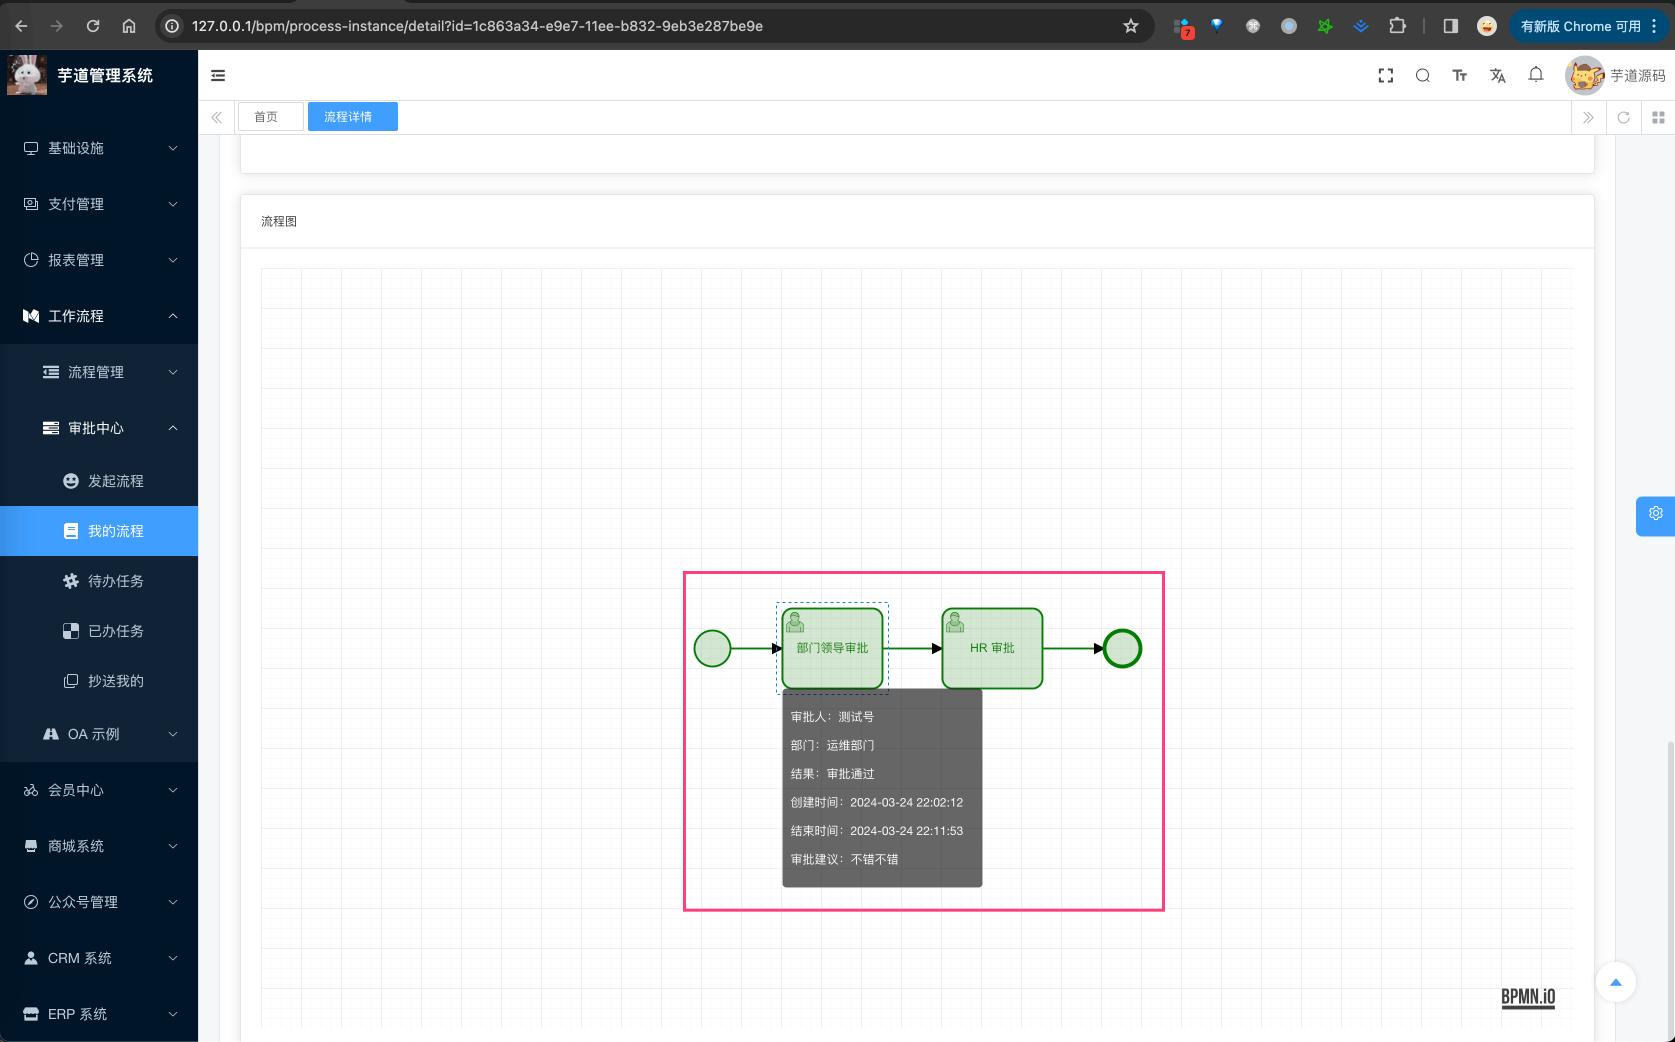 127.0.0.1/bpm/process-instance/detail?id=1c863a34-e9e7-11ee-b832-9eb3e287be9e
7
有新版 Chrome 可用
芋道管理系统
芋道源码
首页
流程详情
基础设施
支付管理
报表管理
工作流程
流程管理
审批中心
发起流程
我的流程
待办任务
已办任务
抄送我的
OA 示例
会员中心
商城系统
公众号管理
CRM 系统
ERP 系统
流程图
部门领导审批
HR 审批
审批人：测试号
部门：运维部门
结果：审批通过
创建时间：2024-03-24 22:02:12
结束时间：2024-03-24 22:11:53
审批建议：不错不错
BPMN.iO